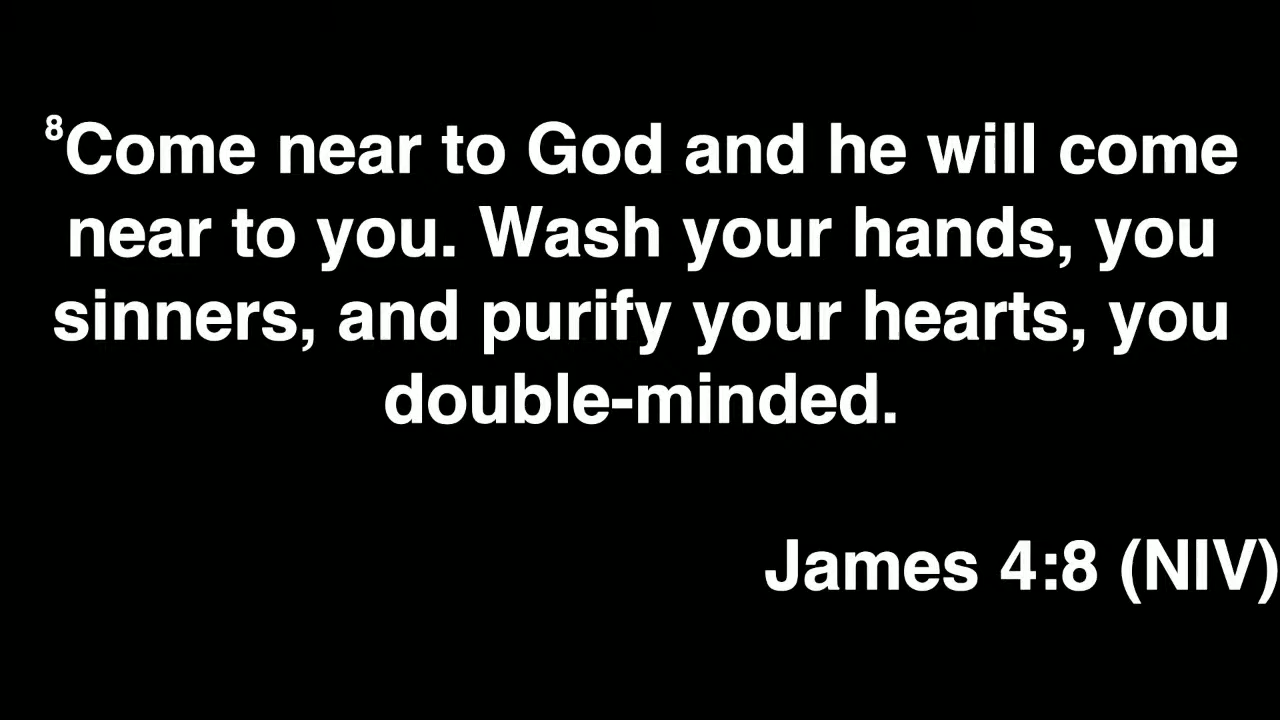 ⁸Come near to God and he will come
near to you. Wash your hands, you
sinners, and purify your hearts, you
double-minded.
James 4:8 (NIV)